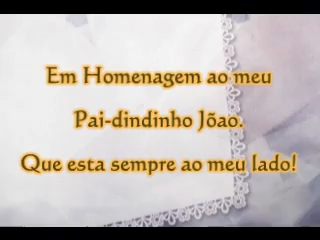 Em Homenagem ao meu
Pai-dindinho Jõao.
Que esta sempre ao meu lado!